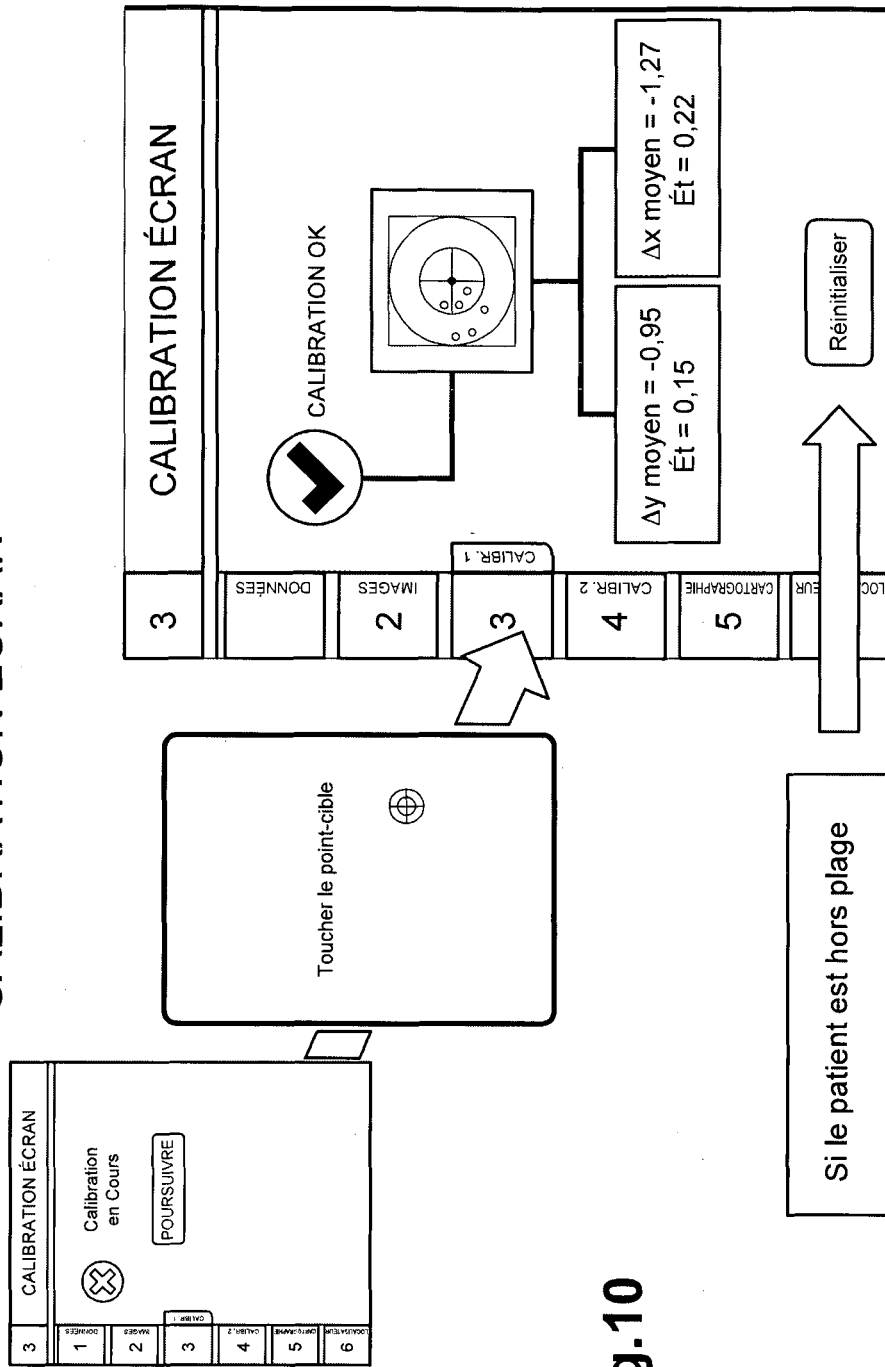 CALIBRATION ÉCRAN
3
CALIBRATION ÉCRAN
1
DONNÉES
2
IMAGES
3
CALIBR. 1
4
CALIBR. 2
5
CARTOGRAPHIE
6
LOCALISATEUR
Calibration
en Cours
POURSUIVRE
Toucher le point-cible
3
CALIBRATION ÉCRAN
DONNÉES
2
IMAGES
3
CALIBR. 1
4
CALIBR. 2
5
CARTOGRAPHIE
CALIBRATION OK
Δy moyen = -0,95
Ét = 0,15
Δx moyen = -1,27
Ét = 0,22
Si le patient est hors plage
Réinitialiser
g.10